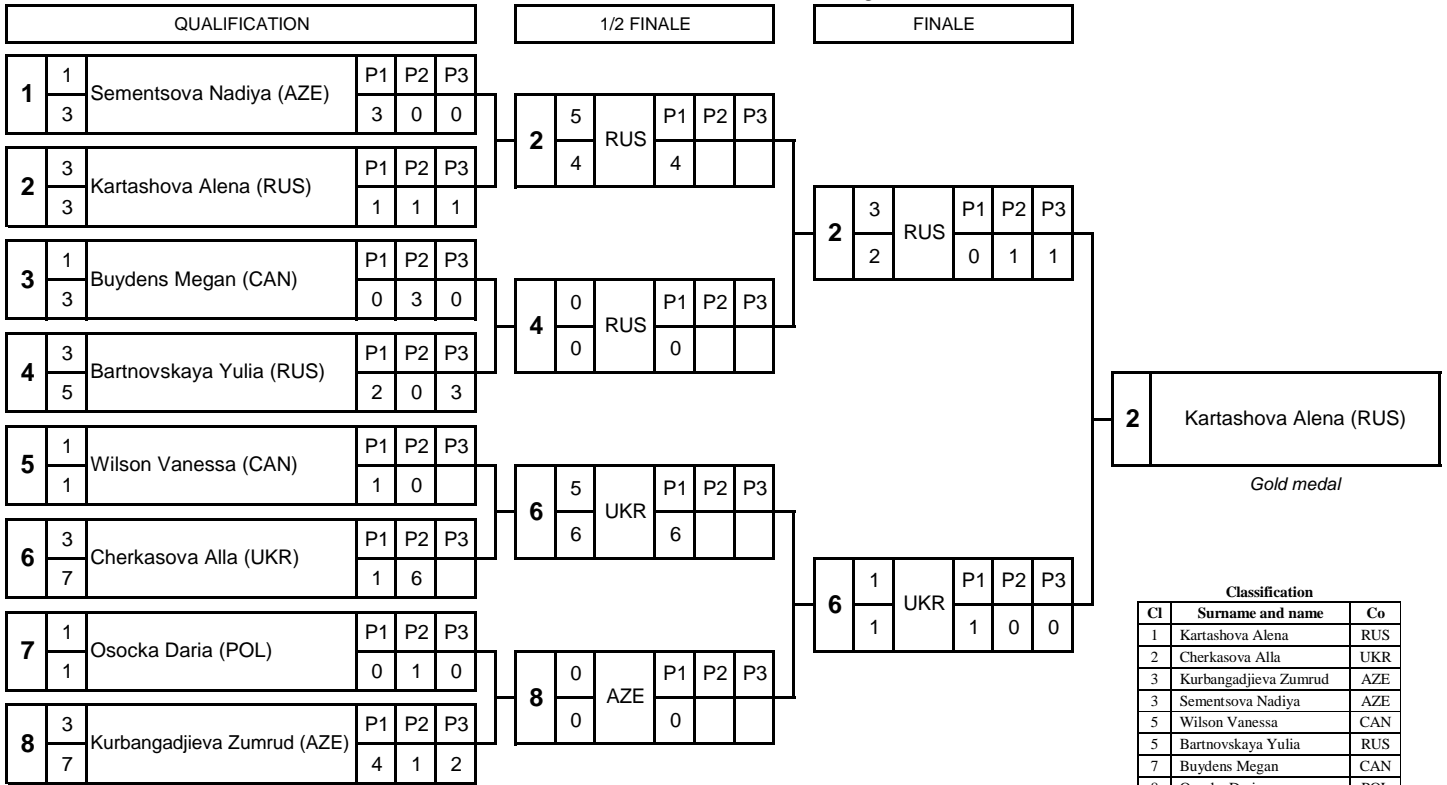 QUALIFICATION 1/2 FINALE FINALE
1 1 3 Sementsova Nadiya (AZE) P1 P2 P3 3 0 0
2 3 3 Kartashova Alena (RUS) P1 P2 P3 1 1 1
3 1 3 Buydens Megan (CAN) P1 P2 P3 0 3 0
4 3 5 Bartnovskaya Yulia (RUS) P1 P2 P3 2 0 3
5 1 1 Wilson Vanessa (CAN) P1 P2 P3 1 0
6 3 7 Cherkasova Alla (UKR) P1 P2 P3 1 6
7 1 1 Osocka Daria (POL) P1 P2 P3 0 1 0
8 3 7 Kurbangadjieva Zumrud (AZE) P1 P2 P3 4 1 2
2 5 4 RUS P1 P2 P3 4
4 0 0 RUS P1 P2 P3 0
6 5 6 UKR P1 P2 P3 6
8 0 0 AZE P1 P2 P3 0
2 3 2 RUS P1 P2 P3 0 1 1
6 1 1 UKR P1 P2 P3 1 0 0
2 Kartashova Alena (RUS)
Gold medal
Classification
Cl Surname and name Co
1 Kartashova Alena RUS
2 Cherkasova Alla UKR
3 Kurbangadjieva Zumrud AZE
3 Sementsova Nadiya AZE
5 Wilson Vanessa CAN
5 Bartnovskaya Yulia RUS
7 Buydens Megan CAN